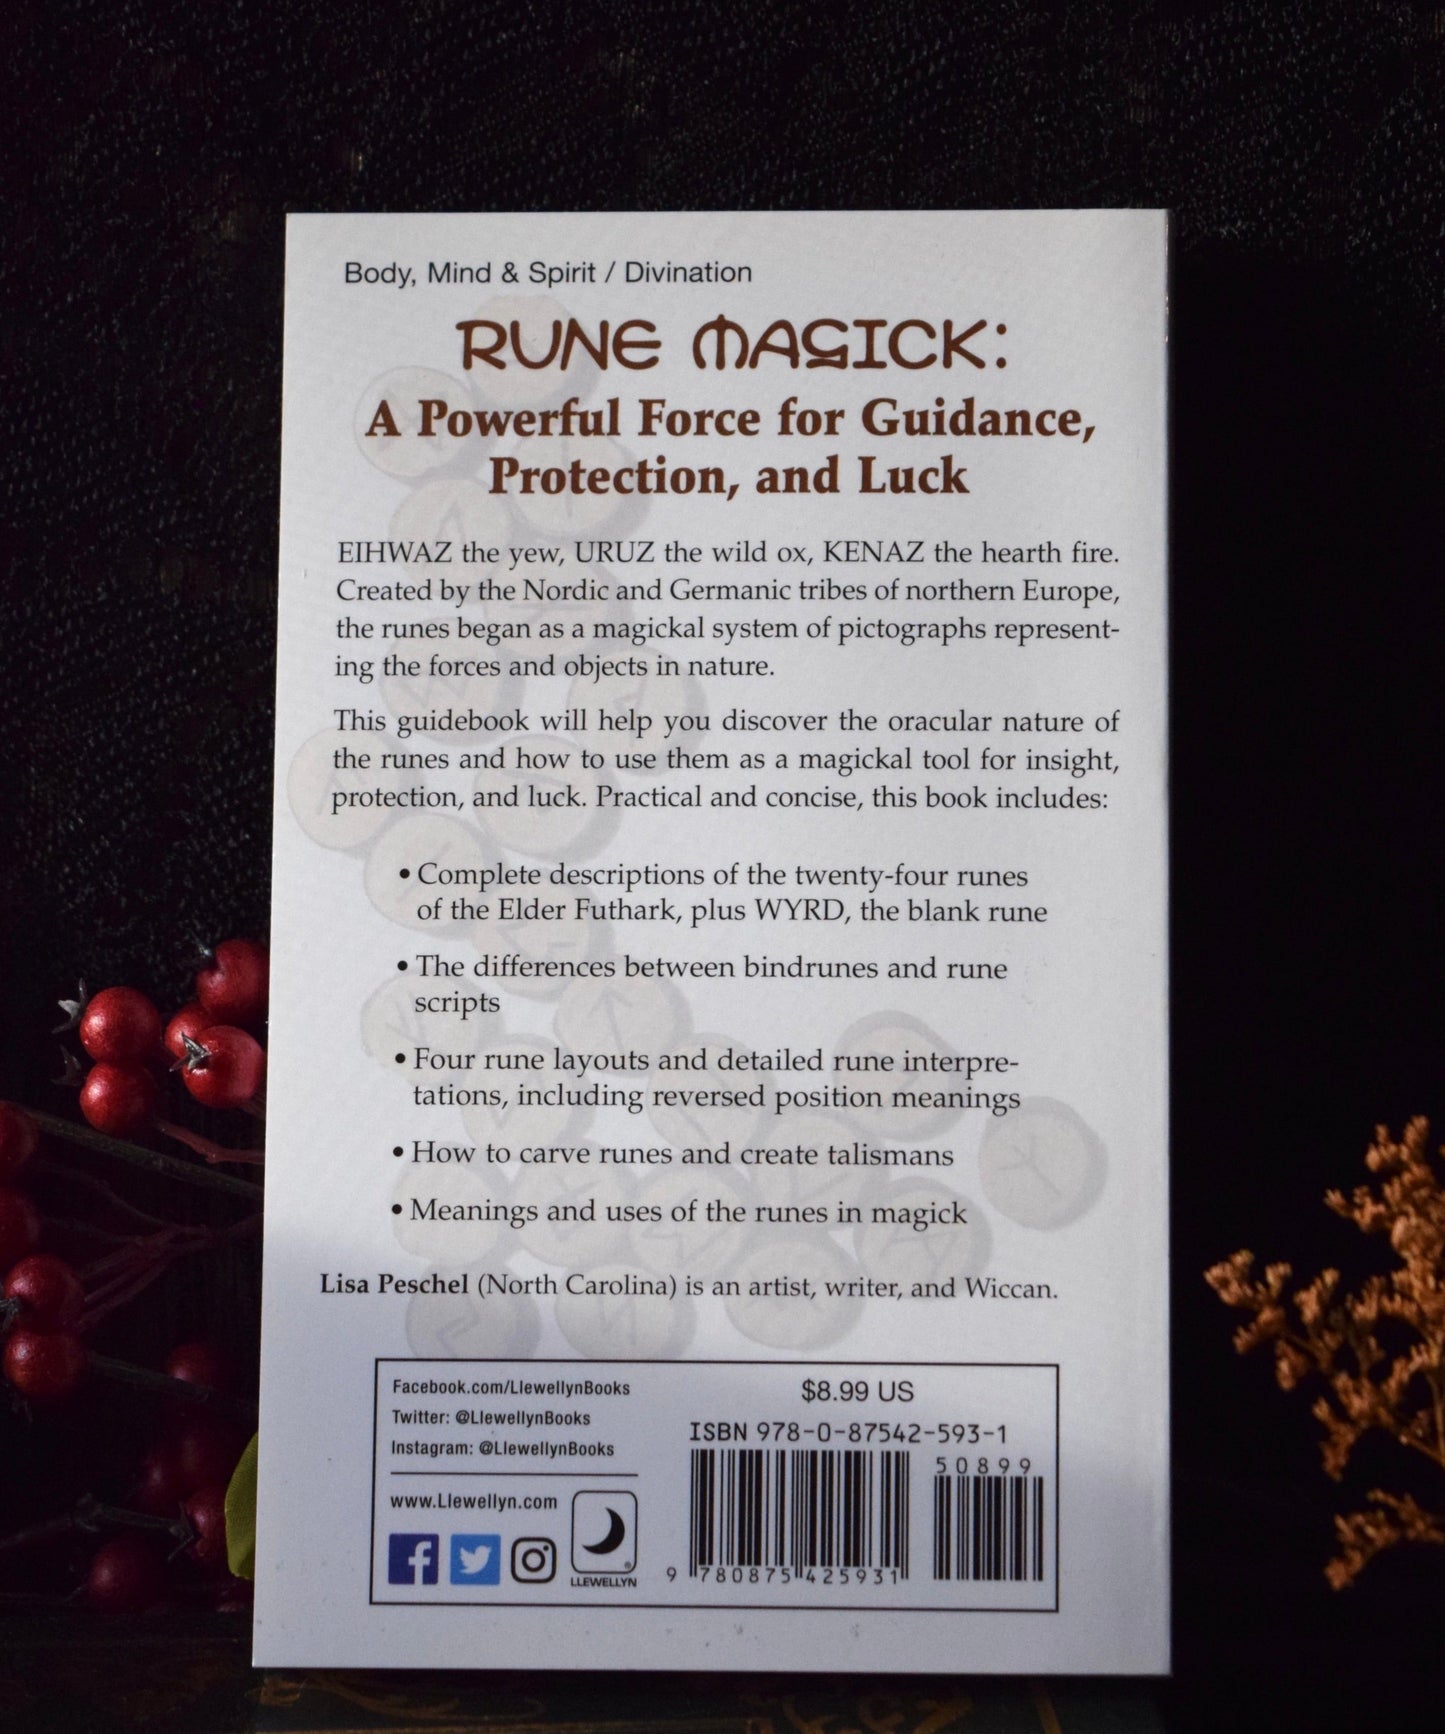 Body, Mind & Spirit / Divination
RUNE MAGICK:
A Powerful Force for Guidance,
Protection, and Luck
EIHWAZ the yew, URUZ the wild ox, KENAZ the hearth fire.
Created by the Nordic and Germanic tribes of northern Europe,
the runes began as a magickal system of pictographs represent-
ing the forces and objects in nature.
This guidebook will help you discover the oracular nature of
the runes and how to use them as a magickal tool for insight,
protection, and luck. Practical and concise, this book includes:
• Complete descriptions of the twenty-four runes
of the Elder Futhark, plus WYRD, the blank rune
• The differences between bindrunes and rune
scripts
• Four rune layouts and detailed rune interpre-
tations, including reversed position meanings
• How to carve runes and create talismans
• Meanings and uses of the runes in magick
Lisa Peschel (North Carolina) is an artist, writer, and Wiccan.
Facebook.com/LlewellynBooks
Twitter: @LlewellynBooks
Instagram: @LlewellynBooks
www.Llewellyn.com
LLEWELLYN
®
$8.99 US
ISBN 978-0-87542-593-1
50899
9 780875 425931